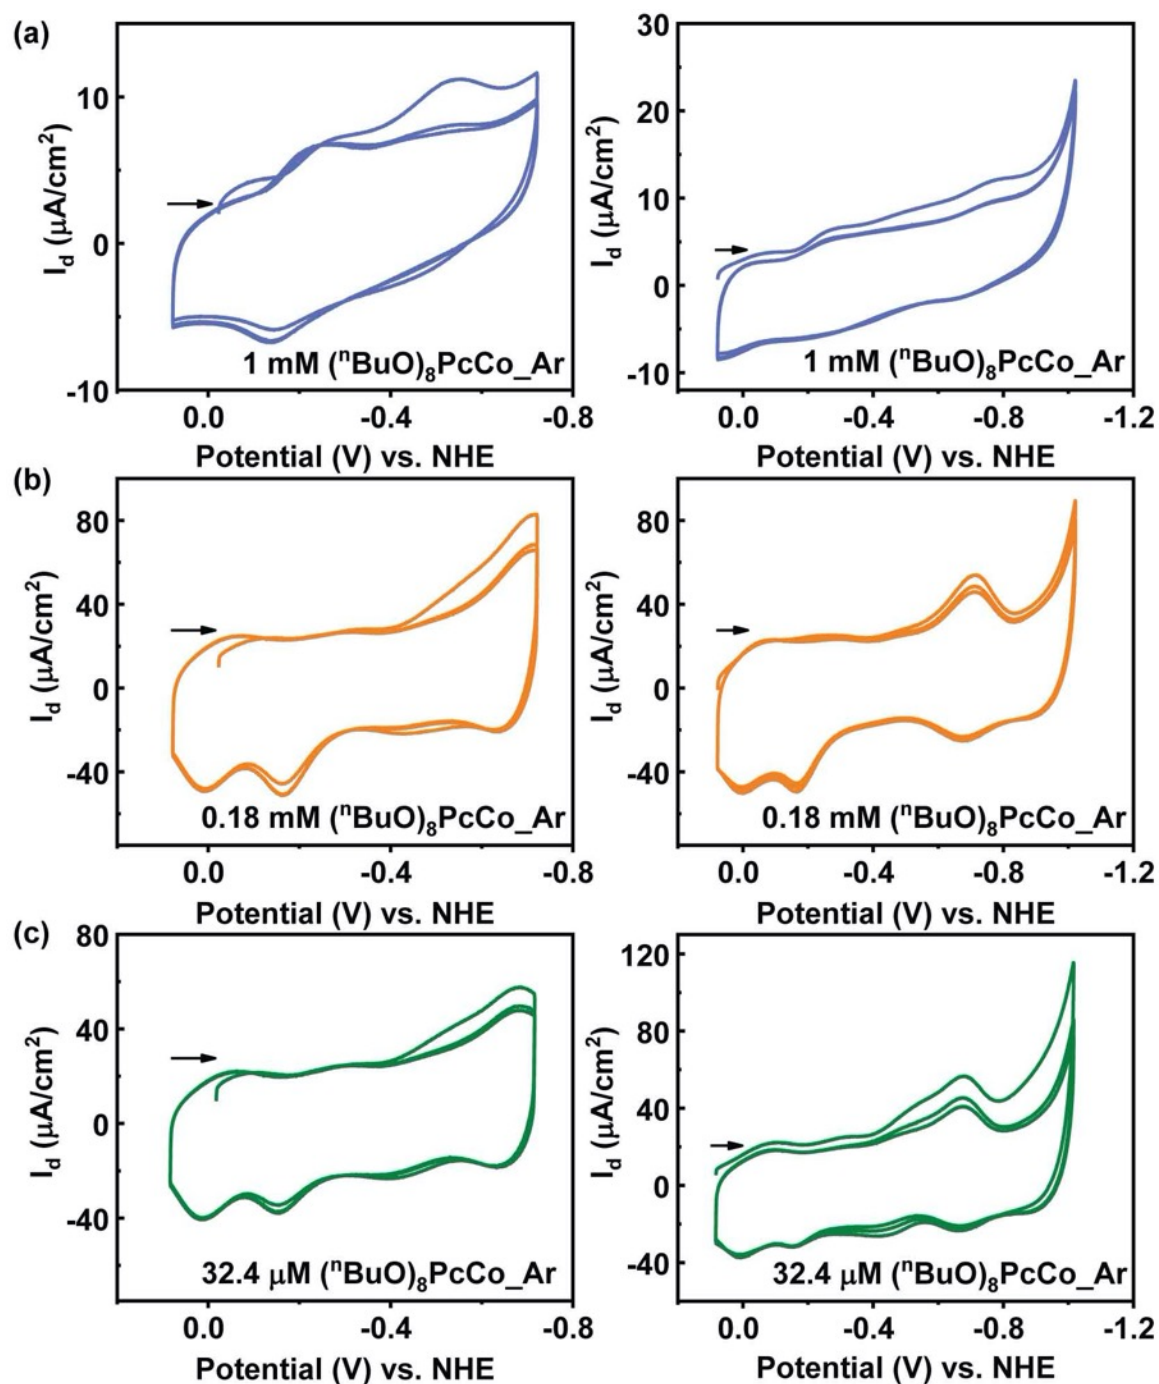 (a)
10
0
-10
I_d (μA/cm²)
1 mM (ⁿBuO)₈PcCo_Ar
0.0 -0.4 -0.8
Potential (V) vs. NHE
30
20
10
0
-10
I_d (μA/cm²)
1 mM (ⁿBuO)₈PcCo_Ar
0.0 -0.4 -0.8 -1.2
Potential (V) vs. NHE
(b)
80
40
0
-40
I_d (μA/cm²)
0.18 mM (ⁿBuO)₈PcCo_Ar
0.0 -0.4 -0.8
Potential (V) vs. NHE
80
40
0
-40
I_d (μA/cm²)
0.18 mM (ⁿBuO)₈PcCo_Ar
0.0 -0.4 -0.8 -1.2
Potential (V) vs. NHE
(c)
80
40
0
-40
I_d (μA/cm²)
32.4 μM (ⁿBuO)₈PcCo_Ar
0.0 -0.4 -0.8
Potential (V) vs. NHE
120
80
40
0
-40
I_d (μA/cm²)
32.4 μM (ⁿBuO)₈PcCo_Ar
0.0 -0.4 -0.8 -1.2
Potential (V) vs. NHE